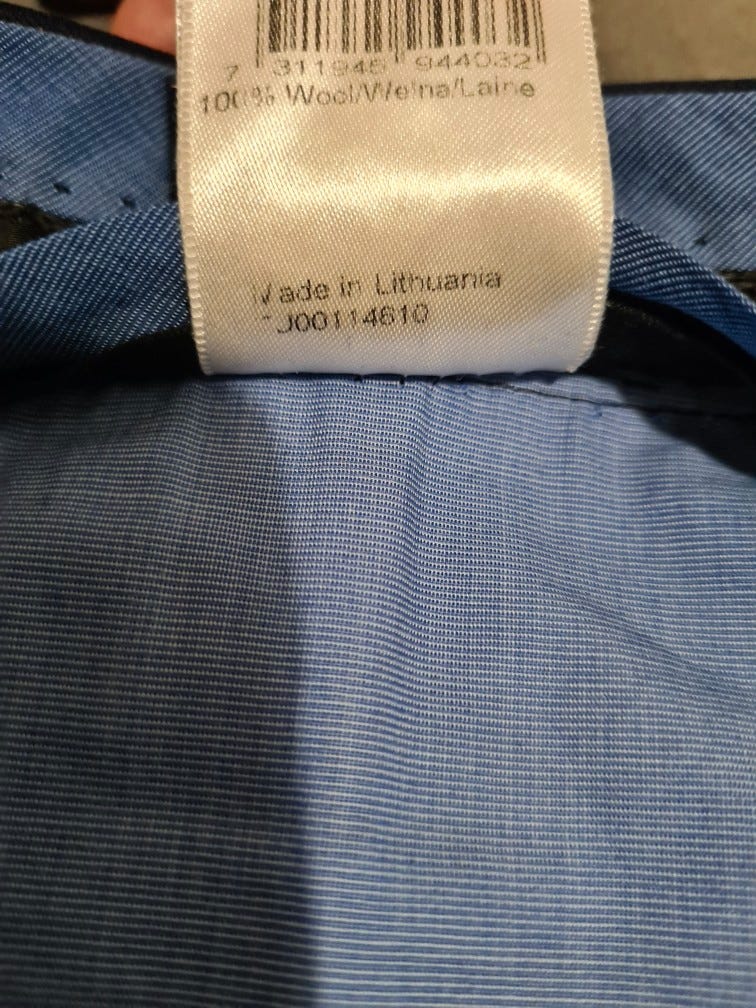 7 311946 944032
100% Wool/Wełna/Laine
Made in Lithuania
J00114610